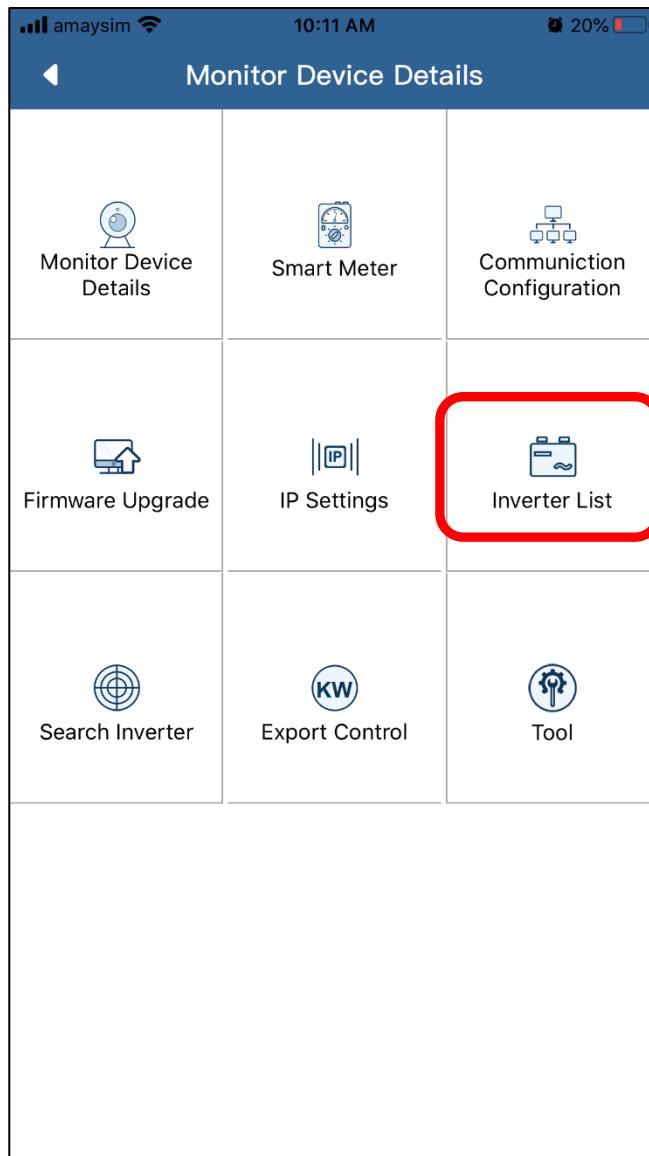 amaysim 10:11 AM 20%
Monitor Device Details
Monitor Device
Details
Smart Meter
Communiction
Configuration
Firmware Upgrade
IP
IP Settings
Inverter List
Search Inverter
KW
Export Control
Tool